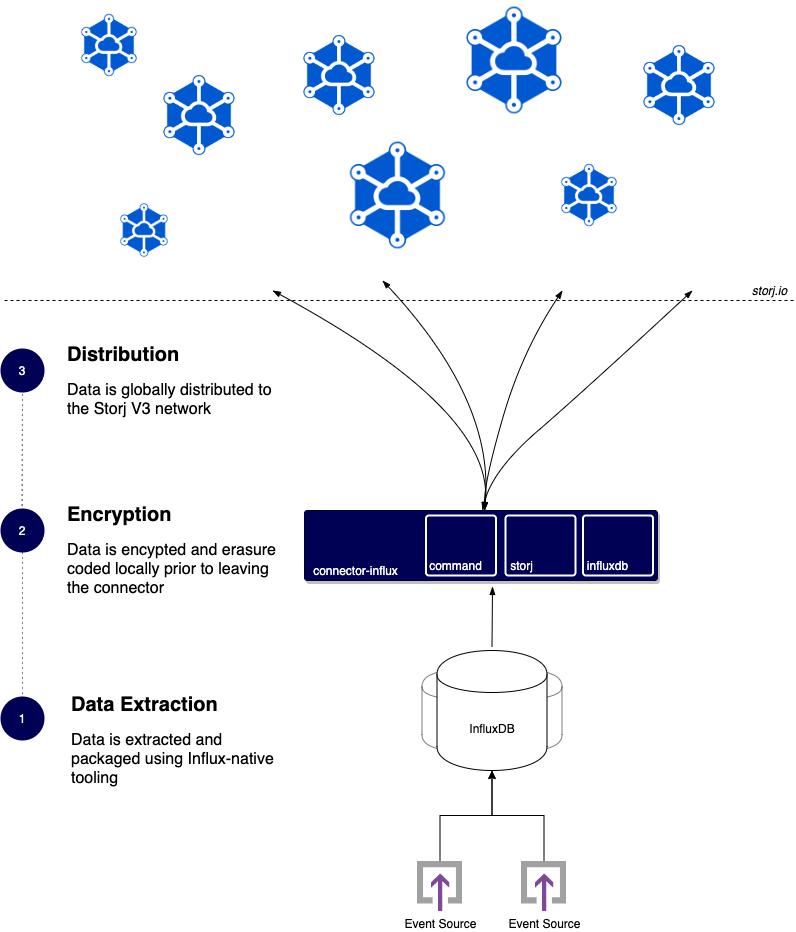 storj.io
3
Distribution
Data is globally distributed to
the Storj V3 network
2
Encryption
Data is encypted and erasure
coded locally prior to leaving
the connector
connector-influx
command
storj
influxdb
1
Data Extraction
Data is extracted and
packaged using Influx-native
tooling
InfluxDB
Event Source
Event Source